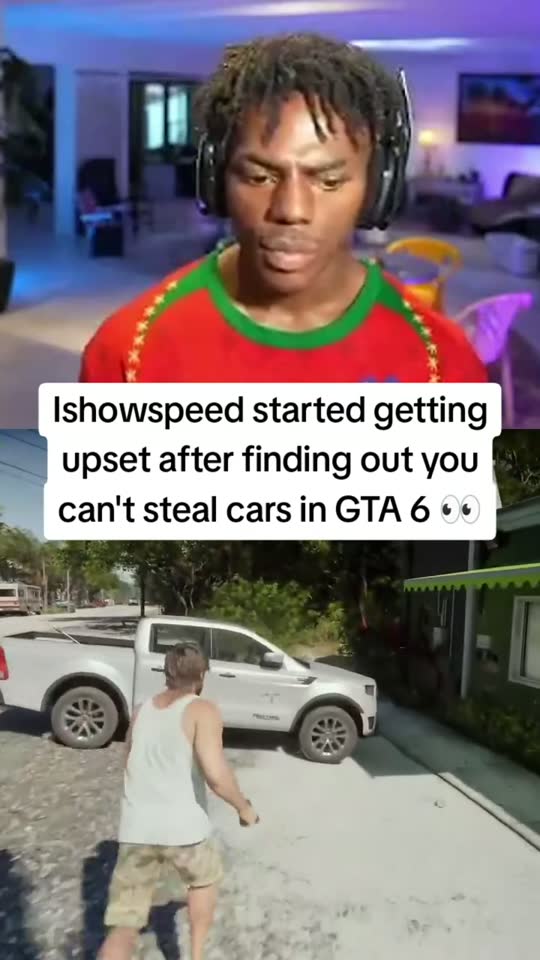 Ishowspeed started getting
upset after finding out you
can't steal cars in GTA 6 👀